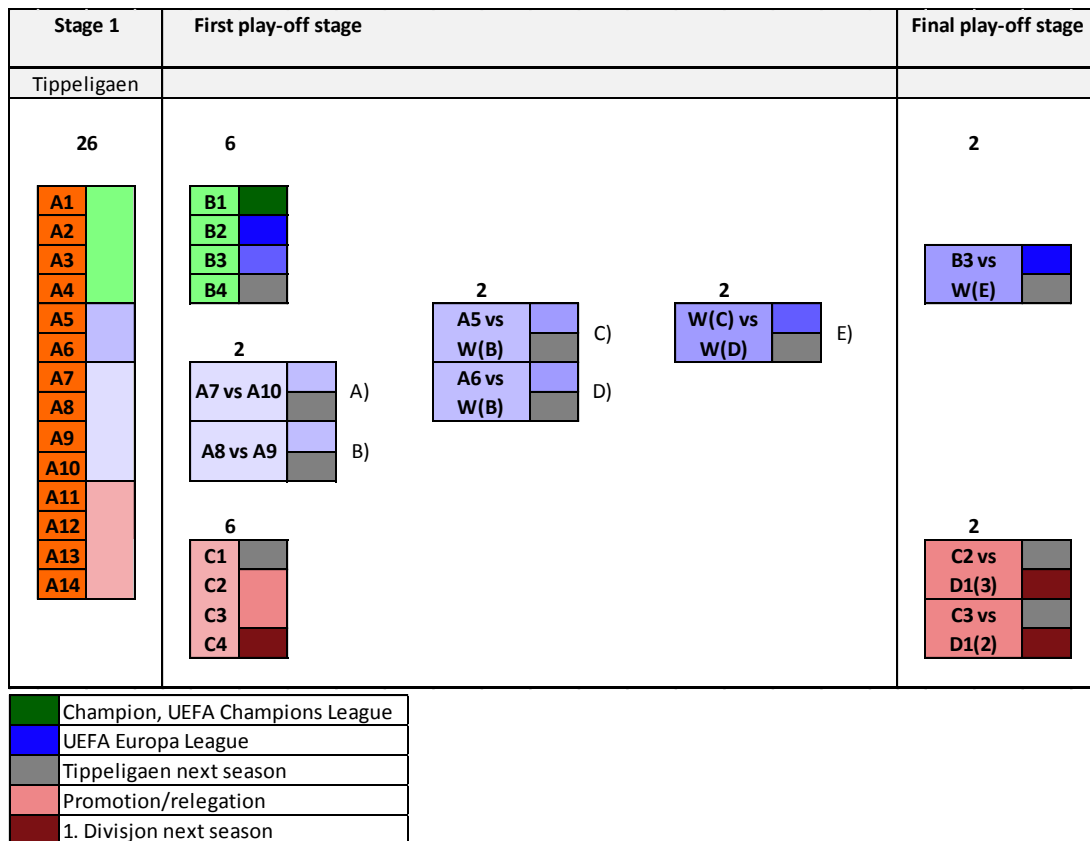 Stage 1 First play-off stage Final play-off stage
Tippeligaen
26 6 2
A1 B1
A2 B2
A3 B3 B3 vs
A4 B4 2 2 W(E)
A5 A5 vs W(C) vs
C) E)
A6 2 W(B) W(D)
A7 A6 vs
A7 vs A10 A) D)
A8 W(B)
A9
A8 vs A9 B)
A10
A11
A12 6 2
A13 C1 C2 vs
A14 C2 D1(3)
C3 C3 vs
C4 D1(2)
Champion, UEFA Champions League
UEFA Europa League
Tippeligaen next season
Promotion/relegation
1. Divisjon next season